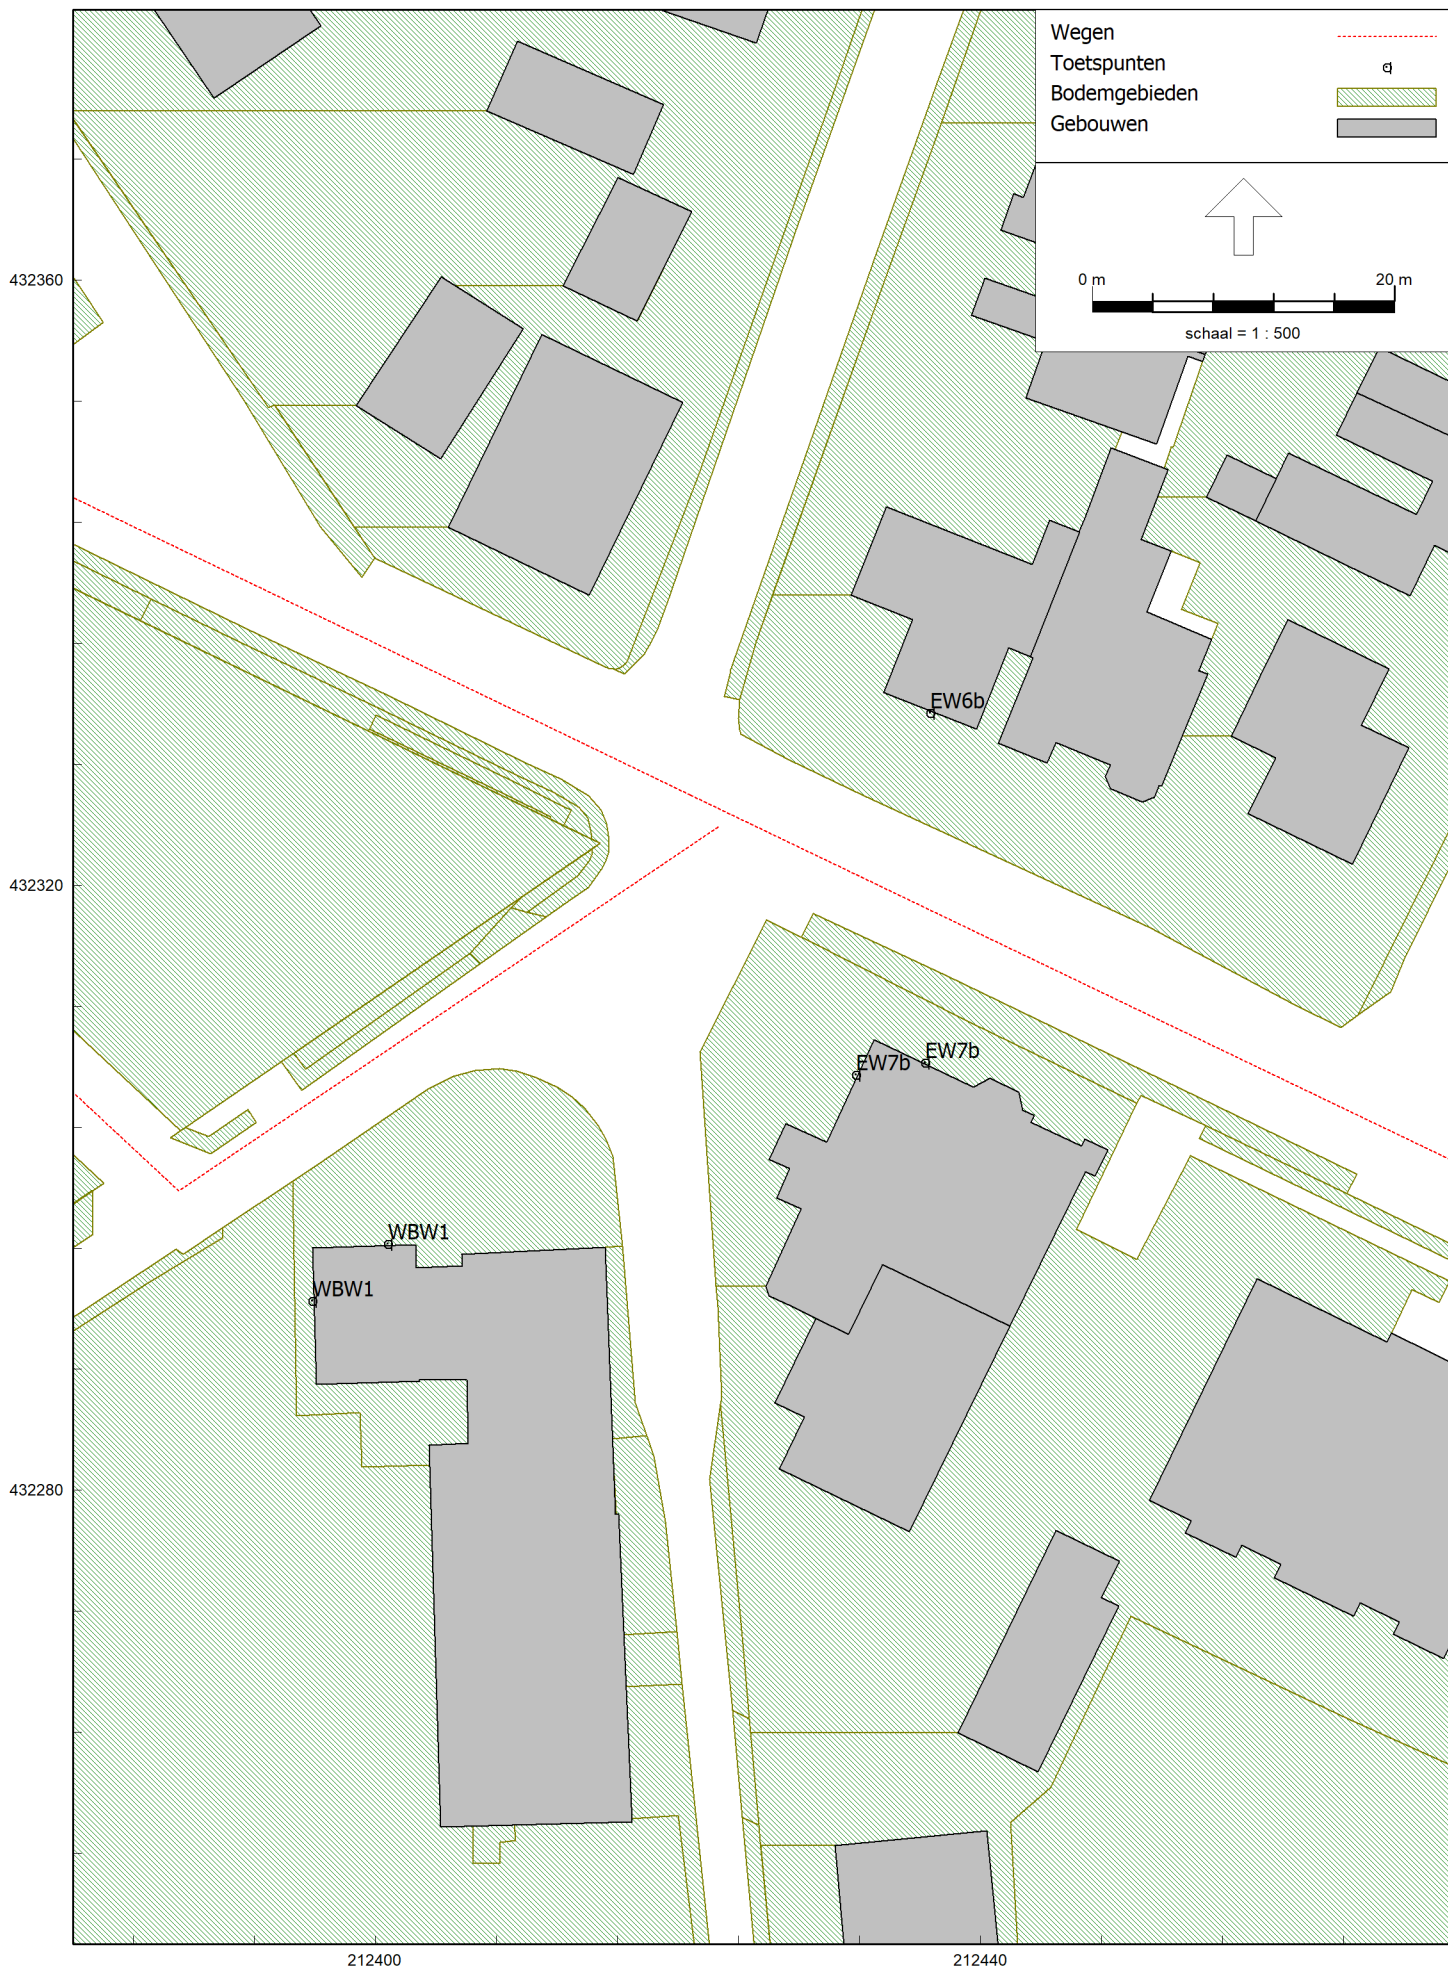 Wegen
Toetspunten
Bodemgebieden
Gebouwen
0 m 20 m
schaal = 1 : 500
432360
EW6b
432320
EW7b EW7b
WBW1
WBW1
432280
212400 212440